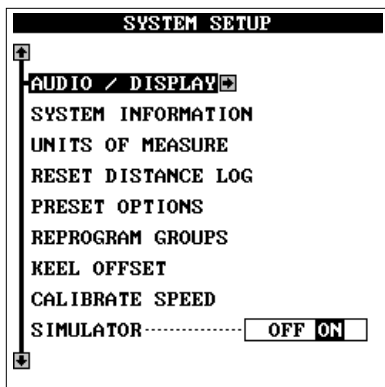 SYSTEM SETUP
AUDIO / DISPLAY
SYSTEM INFORMATION
UNITS OF MEASURE
RESET DISTANCE LOG
PRESET OPTIONS
REPROGRAM GROUPS
KEEL OFFSET
CALIBRATE SPEED
SIMULATOR ............... OFF ON